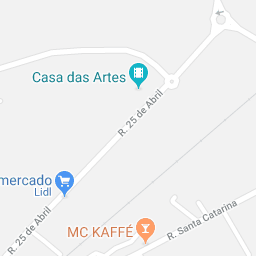 Casa das Artes
R. 25 de Abril
mercado
Lidl
R. 25 de Abril
R. Santa Catarina
MC KAFFÉ